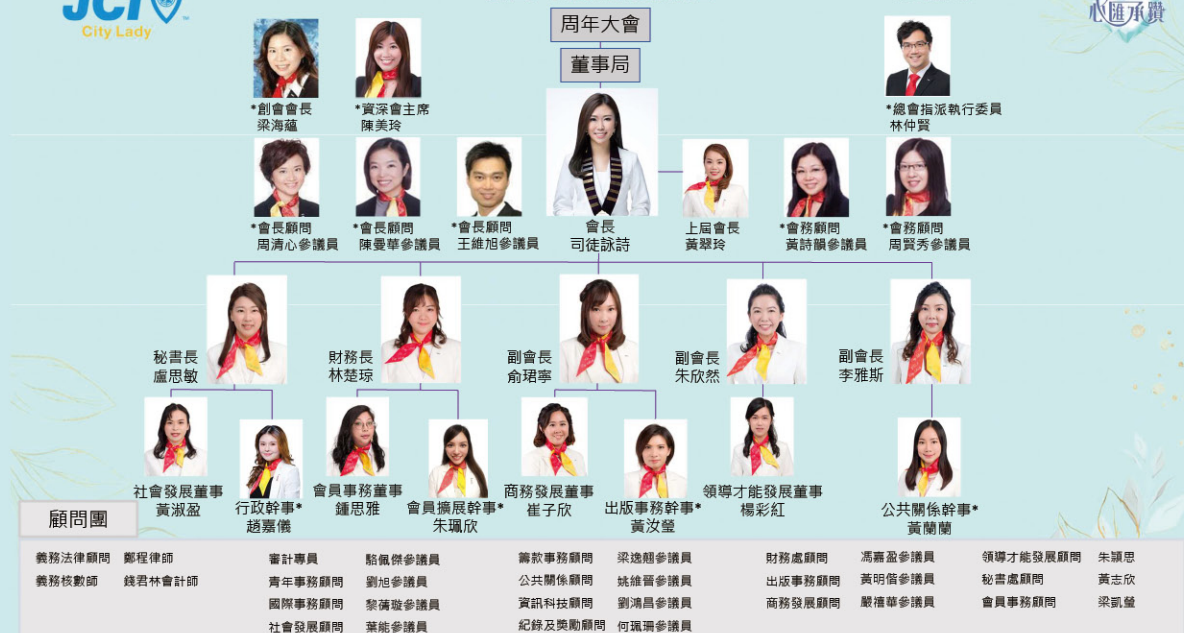 JCI
City Lady
心匯承鑽
周年大會
董事局
*創會會長
梁海蘊
*資深會主席
陳美玲
*總會指派執行委員
林仲賢
*會長顧問
周清心參議員
*會長顧問
陳曼華參議員
*會長顧問
王維旭參議員
會長
司徒詠詩
上屆會長
黃翠玲
*會務顧問
黃詩韻參議員
*會務顧問
周賢秀參議員
秘書長
盧思敏
財務長
林楚琼
副會長
俞珺寧
副會長
朱欣然
副會長
李雅斯
社會發展董事
黃淑盈
行政幹事*
趙嘉儀
會員事務董事
鍾思雅
會員擴展幹事*
朱珮欣
商務發展董事
崔子欣
出版事務幹事*
黃汝瑩
領導才能發展董事
楊彩紅
公共關係幹事*
黃蘭蘭
顧問團
義務法律顧問 鄭程律師
義務核數師 錢君林會計師
審計專員 駱佩傑參議員
青年事務顧問 劉旭參議員
國際事務顧問 黎蒨璇參議員
社會發展顧問 葉能參議員
籌款事務顧問 梁逸翹參議員
公共關係顧問 姚維晉參議員
資訊科技顧問 劉鴻昌參議員
紀錄及獎勵顧問 何珮珊參議員
財務處顧問 馮嘉盈參議員
出版事務顧問 黃明偕參議員
商務發展顧問 嚴禧華參議員
領導才能發展顧問 朱穎思
秘書處顧問 黃志欣
會員事務顧問 梁凱螢